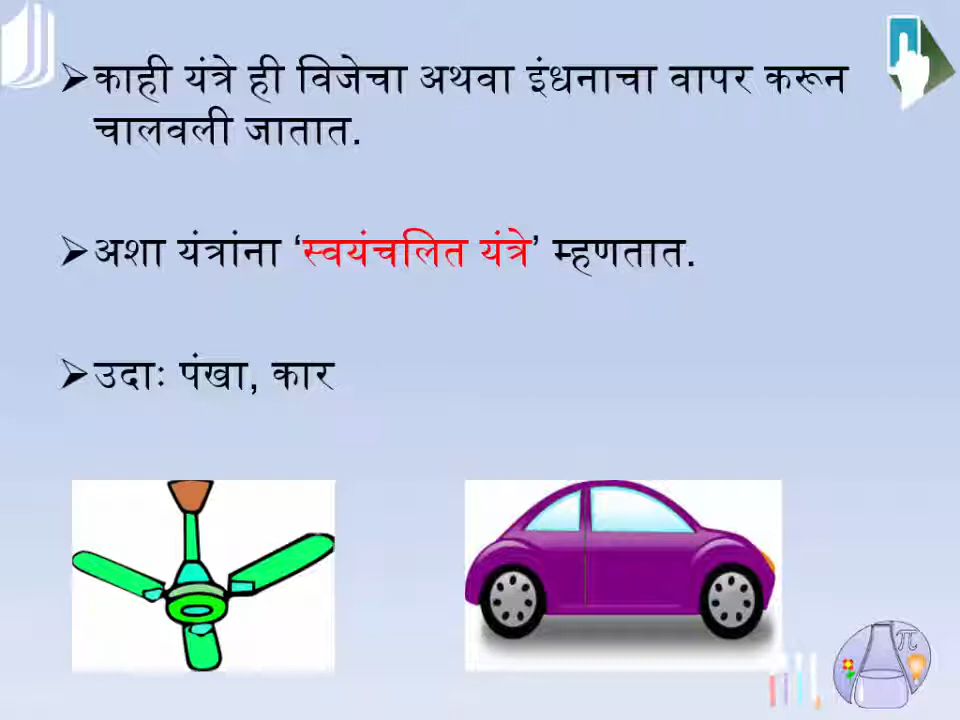 काही यंत्रे ही विजेचा अथवा इंधनाचा वापर करून
चालवली जातात.
अशा यंत्रांना ‘स्वयंचलित यंत्रे’ म्हणतात.
उदाः पंखा, कार
π